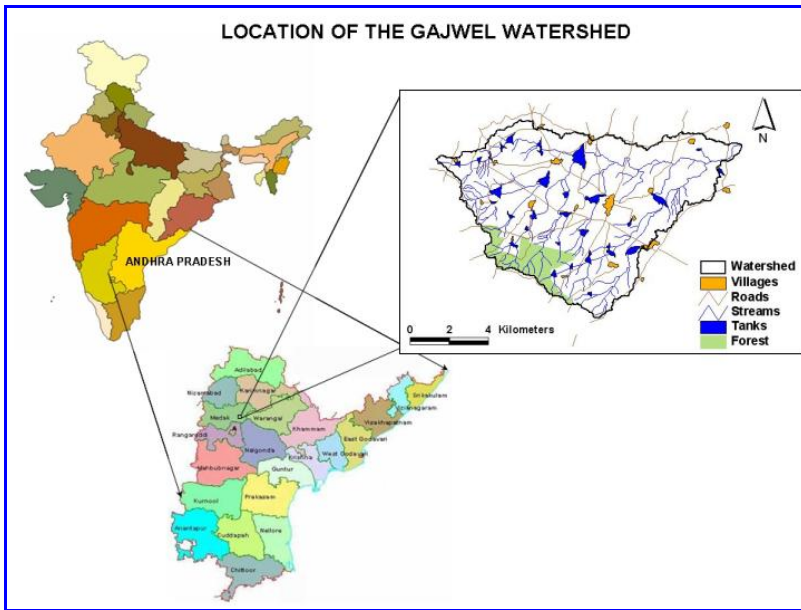 LOCATION OF THE GAJWEL WATERSHED
ANDHRA PRADESH
N
Watershed
Villages
Roads
Streams
Tanks
Forest
0 2 4 Kilometers
Adilabad
Nizamabad
Karimnagar
Medak
Warangal
Rangareddi
Khammam
Nalgonda
Mahbubnagar
Krishna
West Godavari
East Godavari
Vizakhapatnam
Srikakulam
Guntur
Kurnool
Prakasam
Anantapur
Cuddapah
Nellore
Chittoor